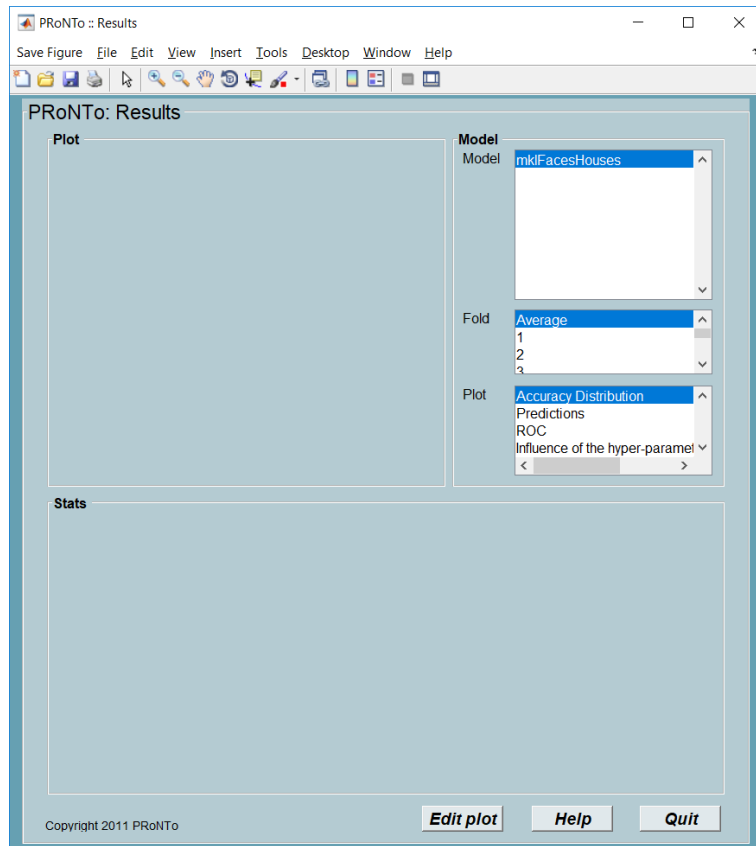 PRoNTo :: Results
Save Figure File Edit View Insert Tools Desktop Window Help
PRoNTo: Results
Plot
Model
Model
mklFacesHouses
Fold
Average
1
2
3
Plot
Accuracy Distribution
Predictions
ROC
Influence of the hyper-paramet
Stats
Edit plot Help Quit
Copyright 2011 PRoNTo